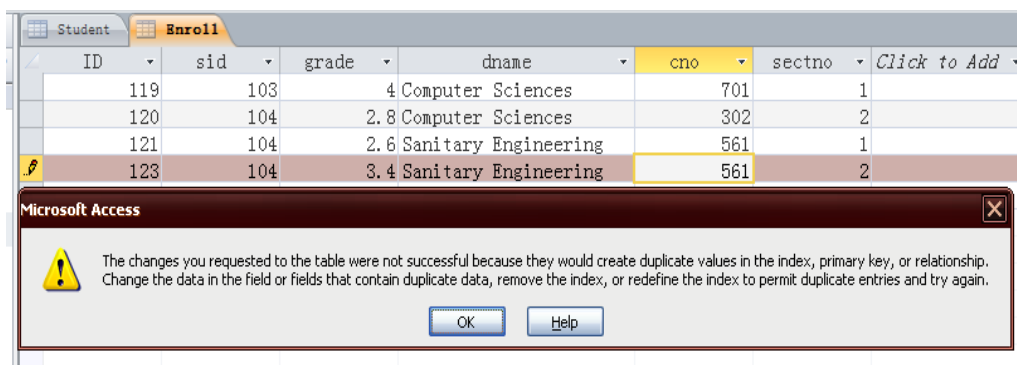 Student Enroll
ID sid grade dname cno sectno Click to Add
119 103 4 Computer Sciences 701 1
120 104 2.8 Computer Sciences 302 2
121 104 2.6 Sanitary Engineering 561 1
123 104 3.4 Sanitary Engineering 561 2
Microsoft Access
The changes you requested to the table were not successful because they would create duplicate values in the index, primary key, or relationship.
Change the data in the field or fields that contain duplicate data, remove the index, or redefine the index to permit duplicate entries and try again.
OK Help